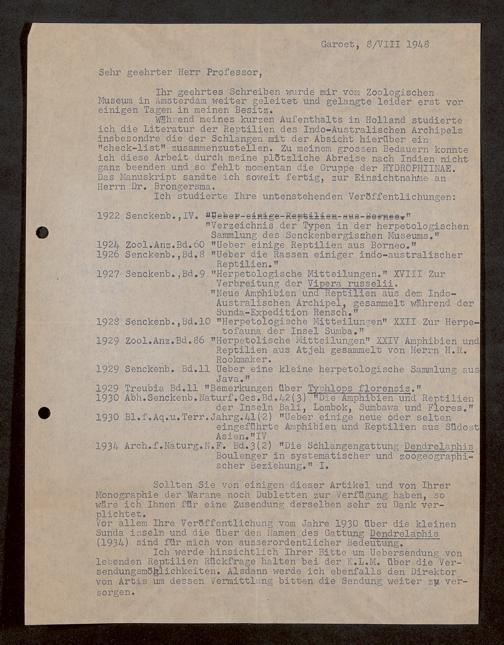 Garoet, 8/VIII 1948
Sehr geehrter Herr Professor,
Ihr geehrtes Schreiben wurde mir vom Zoologischen
Museum in Amsterdam weiter geleitet und gelangte leider erst vor
einigen Tagen in meinen Besitz.
Während meines kurzen Aufenthalts in Holland studierte
ich die Literatur der Reptilien des Indo-Australischen Archipels
insbesondre die der Schlangen mit der Absicht hierüber ein
"check-list" zusammenzustellen. Zu meinem grossen Bedauern konnte
ich diese Arbeit durch meine plötzliche Abreise nach Indien nicht
ganz beenden und so fehlt momentan die Gruppe der HYDROPHIINAE.
Das Manuskript sandte ich soweit fertig, zur Einsichtnahme an
Herrn Dr. Brongersma.
Ich studierte Ihre untenstehenden Veröffentlichungen:
1922 Senckenb.,IV. "Ueber einige Reptilien aus Borneo."
"Verzeichnis der Typen in der herpetologischen
Sammlung des Senckenbergischen Museums."
1924 Zool.Anz.Bd.60 "Ueber einige Reptilien aus Borneo."
1926 Senckenb.,Bd.8 "Ueber die Rassen einiger indo-australischer
Reptilien."
1927 Senckenb.,Bd.9 "Herpetologische Mitteilungen." XVIII Zur
Verbreitung der Vipera russelii.
"Neue Amphibien und Reptilien aus dem Indo-
Australischen Archipel, gesammelt während der
Sunda-Expedition Rensch."
1928 Senckenb.,Bd.10 "Herpetologische Mitteilungen" XXII Zur Herpe-
tofauna der Insel Sumba."
1929 Zool.Anz.Bd.86 "Herpetolische Mitteilungen" XXIV Amphibien und
Reptilien aus Atjeh gesammelt von Herrn H.R.
Rookmaker.
1929 Senckenb. Bd.11 Ueber eine kleine herpetologische Sammlung aus
Java."
1929 Treubia Bd.11 "Bemerkungen über Typhlops florensis."
1930 Abh.Senckenb.Naturf.Ges.Bd.42(3) "Die Amphibien und Reptilien
der Inseln Bali, Lombok, Sumbawa und Flores."
1930 Bl.f.Aq.u.Terr.Jahrg.41(2) "Ueber einige neue oder selten
eingeführte Amphibien und Reptilien aus Südost
Asien."IV
1934 Arch.f.Naturg.N.F. Bd.3(2) "Die Schlangengattung Dendrelaphis
Boulenger in systematischer und zoogeographi-
scher Beziehung." I.
Sollten Sie von einigen dieser Artikel und von Ihrer
Monographie der Warane noch Dubletten zur Verfügung haben, so
wäre ich Ihnen für eine Zusendung derselben sehr zu Dank ver-
plichtet.
Vor allem Ihre Veröffentlichung vom Jahre 1930 über die kleinen
Sunda inseln und die über den Namen des Gattung Dendrelaphis
(1934) sind für mich von ausserordentlicher Bedeutung.
Ich werde hinsichtlich Ihrer Bitte um Uebersendung von
lebenden Reptilien Rückfrage halten bei der K.L.M. über die Ver-
sendungsmöglichkeiten. Alsdann werde ich ebenfalls den Direktor
von Artis um dessen Vermittlung bitten die Sendung weiter zu ver-
sorgen.